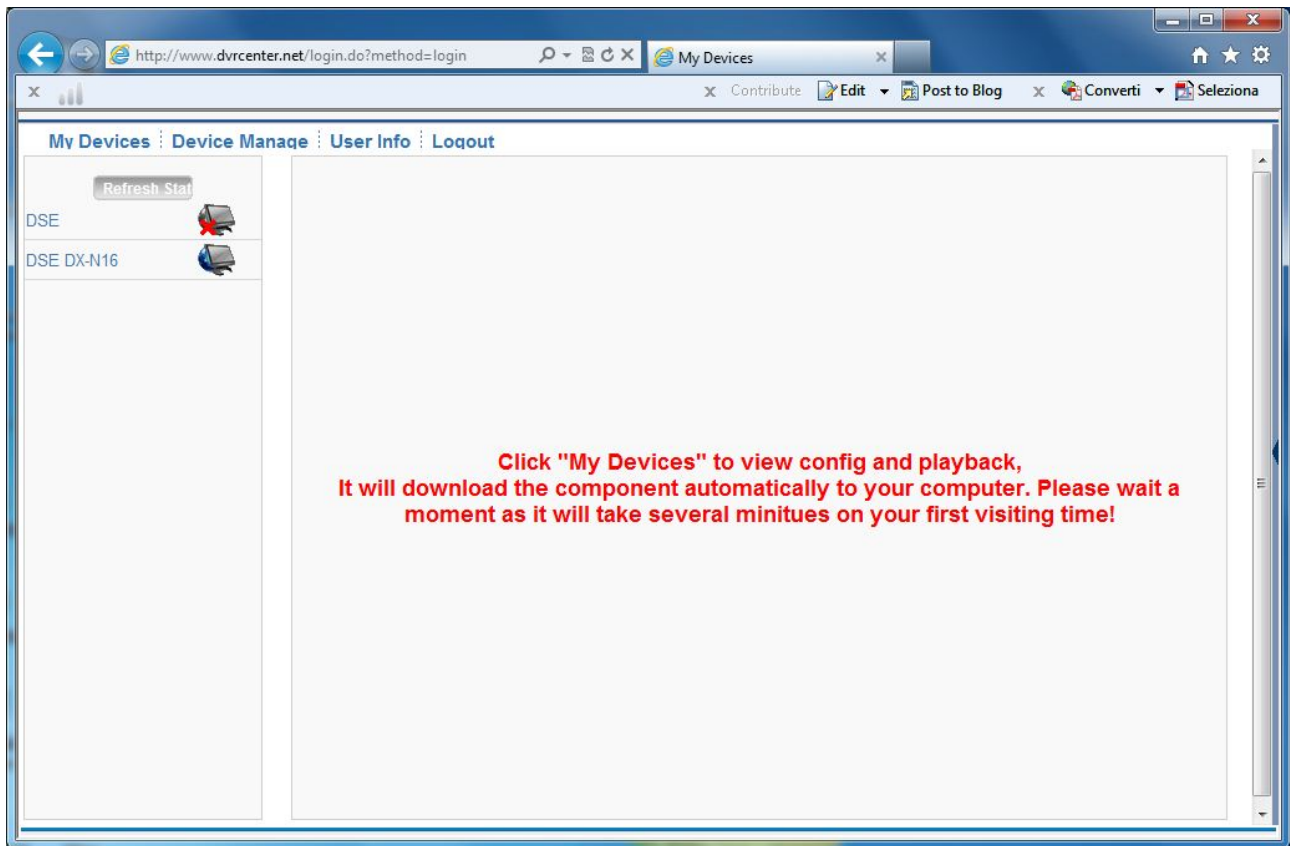 http://www.dvrcenter.net/login.do?method=login
My Devices
Contribute Edit Post to Blog Converti Seleziona
My Devices Device Manage User Info Logout
Refresh Stat
DSE
DSE DX-N16
Click "My Devices" to view config and playback,
It will download the component automatically to your computer. Please wait a
moment as it will take several minitues on your first visiting time!